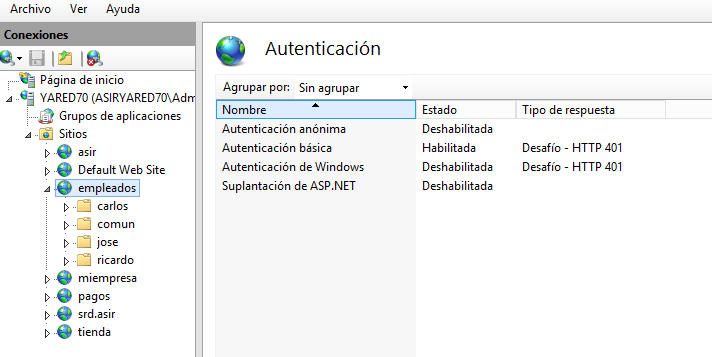 Archivo Ver Ayuda
Conexiones
Página de inicio
YARED70 (ASIRYARED70\Adm
Grupos de aplicaciones
Sitios
asir
Default Web Site
empleados
carlos
comun
jose
ricardo
miempresa
pagos
srd.asir
tienda
Autenticación
Agrupar por: Sin agrupar
Nombre Estado Tipo de respuesta
Autenticación anónima Deshabilitada
Autenticación básica Habilitada Desafío - HTTP 401
Autenticación de Windows Deshabilitada Desafío - HTTP 401
Suplantación de ASP.NET Deshabilitada